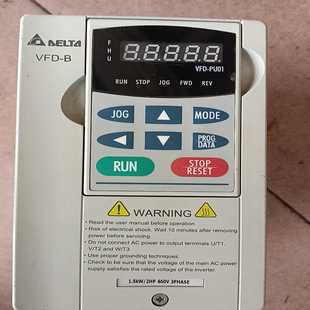 DELTA
VFD-B
F
H
U
8.8.8.8.8.
VFD-PU01
RUN STOP JOG FWD REV
JOG MODE
PROG
DATA
RUN STOP
RESET
WARNING
Read the user manual before operation.
Risk of electrical shock. Wait 10 minutes after removing
power before servicing.
Do not connect AC power to output terminals U/T1,
V/T2 and W/T3.
Use proper grounding techniques.
Check to be sure that the voltage of the main AC power
supply satisfies the rated voltage of the inverter.
1.5kW/2HP 460V 3PHASE